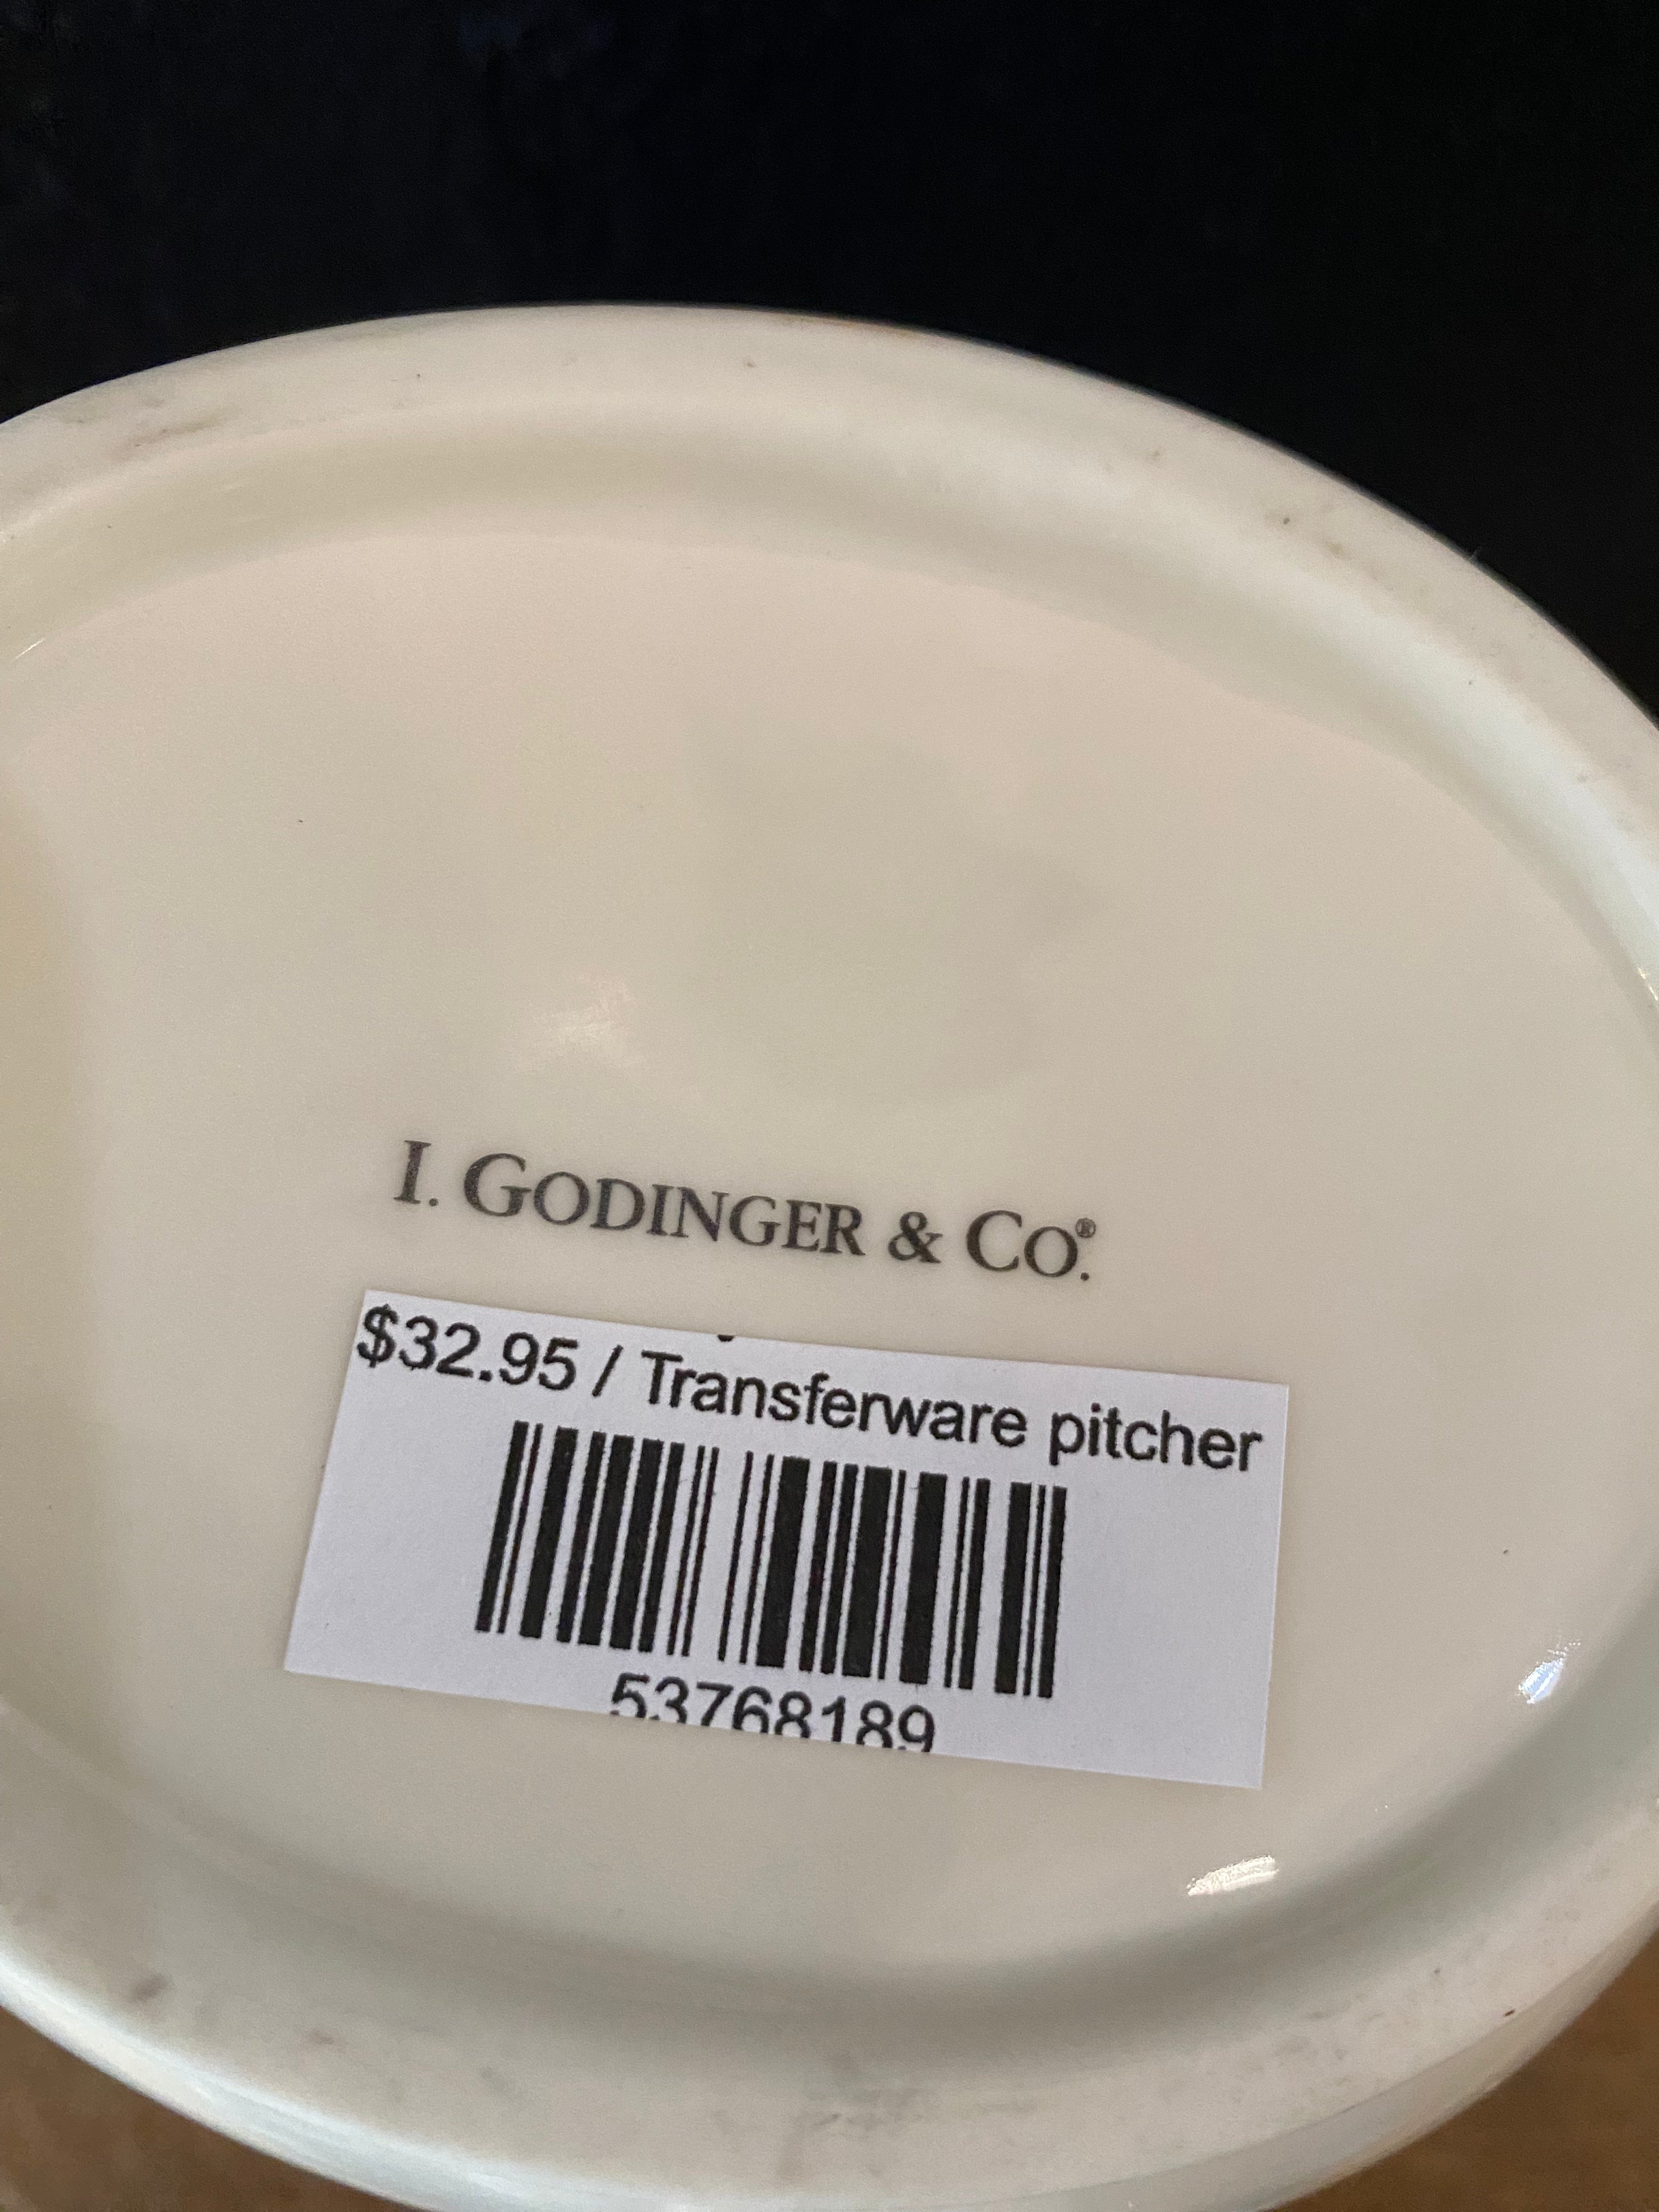 I. GODINGER & CO.®
$32.95 / Transferware pitcher
53768189